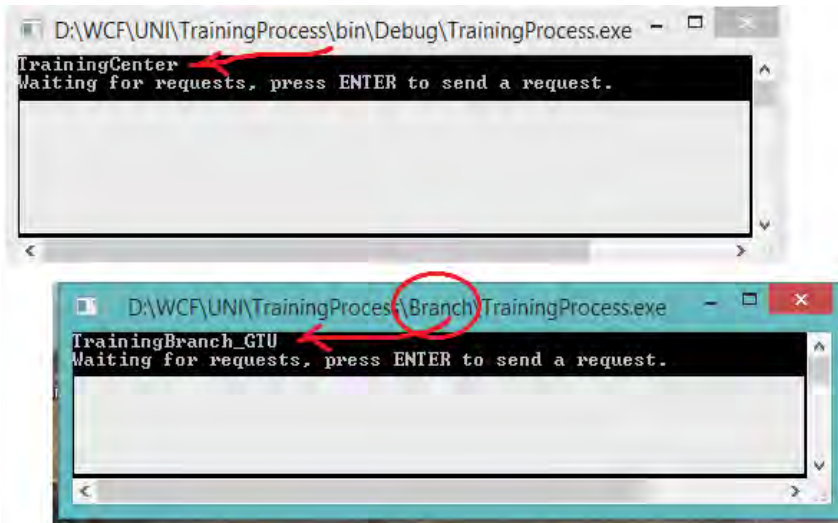 D:\WCF\UNI\TrainingProcess\bin\Debug\TrainingProcess.exe
TrainingCenter
Waiting for requests, press ENTER to send a request.
D:\WCF\UNI\TrainingProcess\Branch\TrainingProcess.exe
TrainingBranch_GTU
Waiting for requests, press ENTER to send a request.